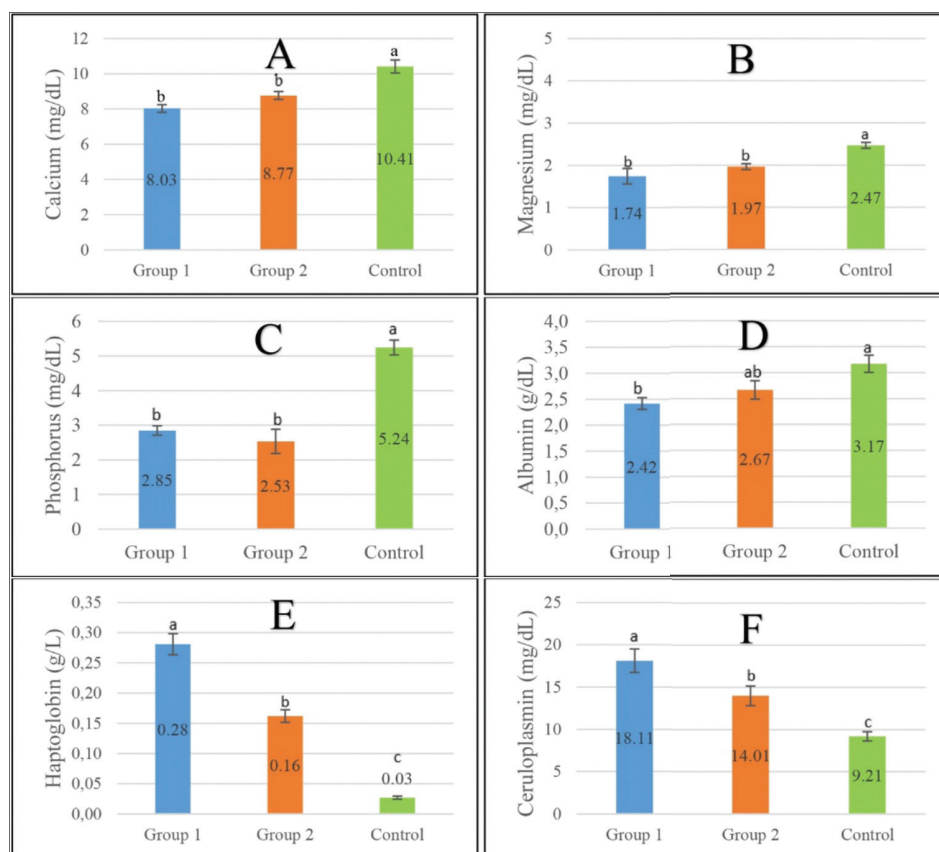 A
Calcium (mg/dL)
12
10
8
6
4
2
0
b
b
a
8.03
8.77
10.41
Group 1
Group 2
Control
B
Magnesium (mg/dL)
5
4
3
2
1
0
b
b
a
1.74
1.97
2.47
Group 1
Group 2
Control
C
Phosphorus (mg/dL)
6
5
4
3
2
1
0
b
b
a
2.85
2.53
5.24
Group 1
Group 2
Control
D
Albumin (g/dL)
4,0
3,5
3,0
2,5
2,0
1,5
1,0
0,5
0,0
b
ab
a
2.42
2.67
3.17
Group 1
Group 2
Control
E
Haptoglobin (g/L)
0,35
0,30
0,25
0,20
0,15
0,10
0,05
0,00
a
b
c
0.28
0.16
0.03
Group 1
Group 2
Control
F
Ceruloplasmin (mg/dL)
25
20
15
10
5
0
a
b
c
18.11
14.01
9.21
Group 1
Group 2
Control